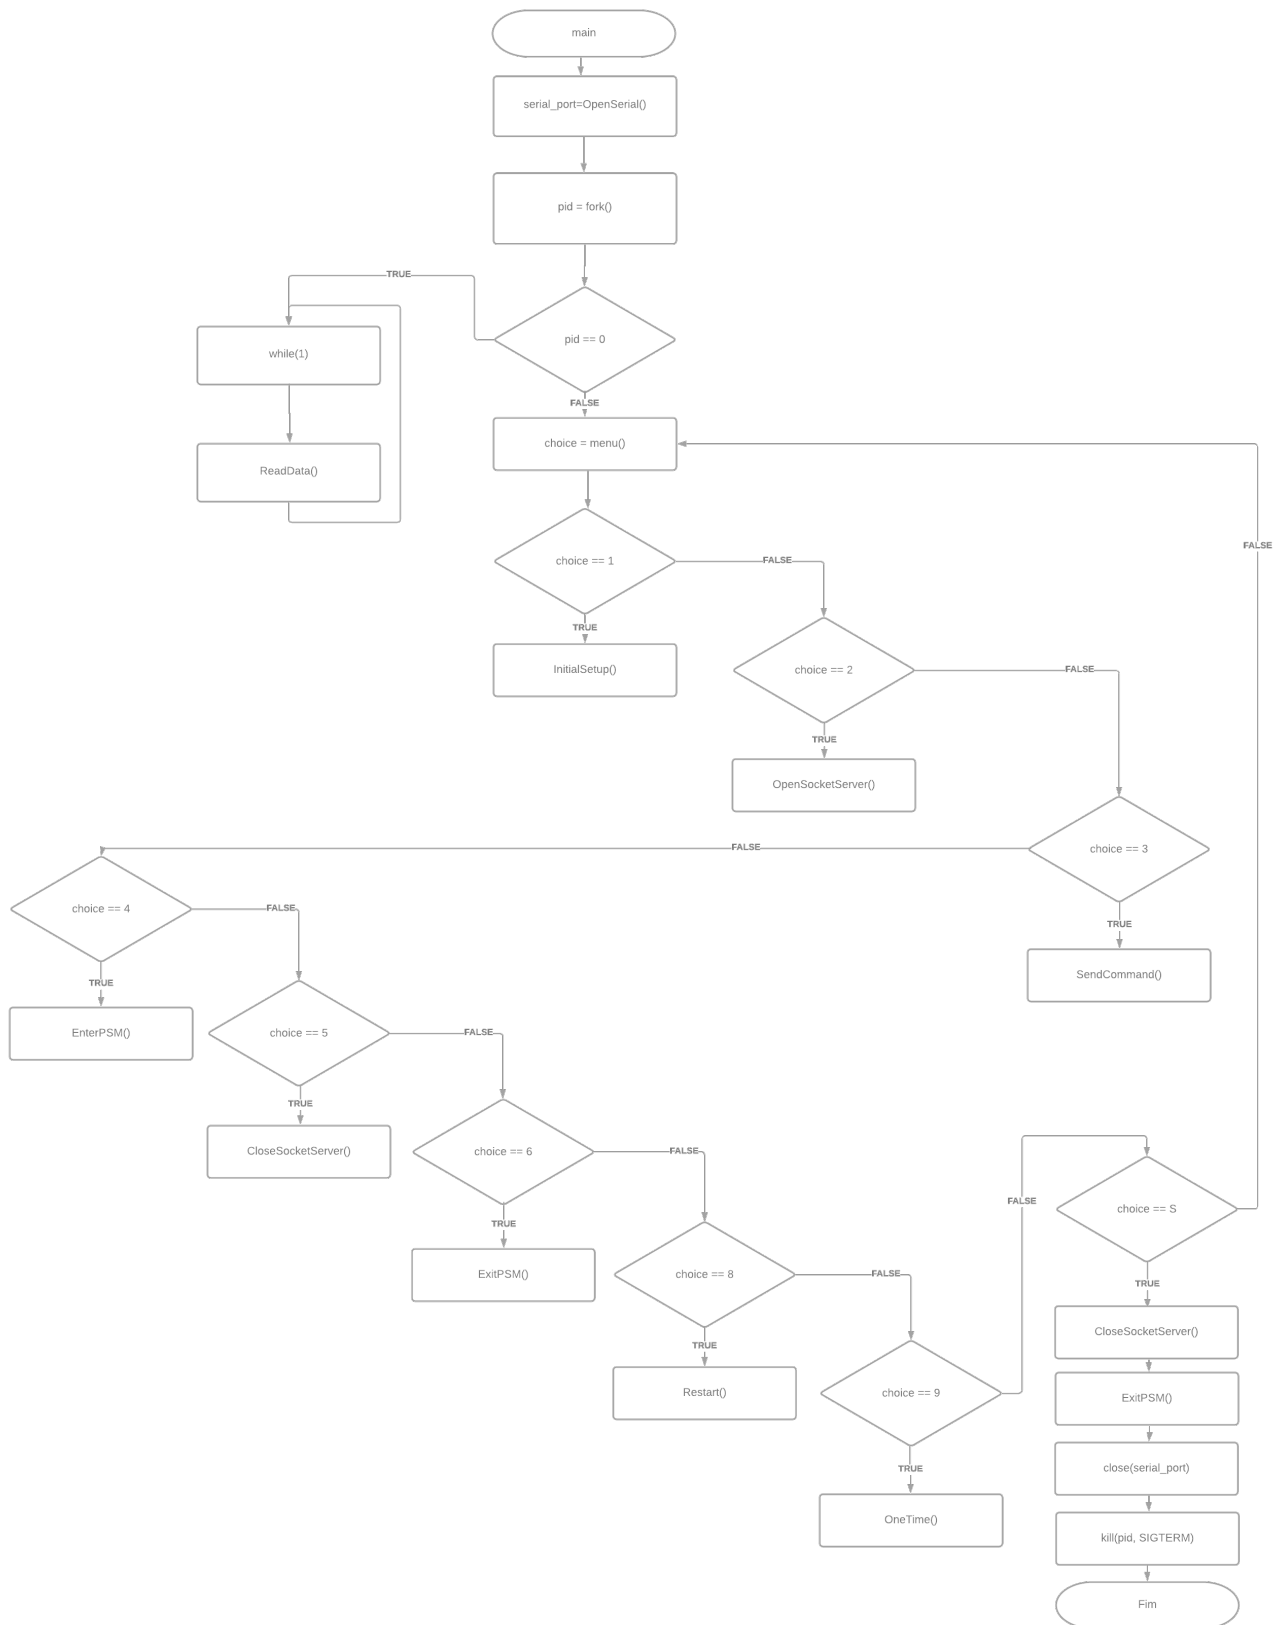 main
serial_port=OpenSerial()
pid = fork()
TRUE
pid == 0
while(1)
FALSE
choice = menu()
ReadData()
FALSE
choice == 1
FALSE
TRUE
InitialSetup()
choice == 2
FALSE
TRUE
OpenSocketServer()
choice == 3
FALSE
TRUE
SendCommand()
choice == 4
FALSE
TRUE
EnterPSM()
choice == 5
FALSE
TRUE
CloseSocketServer()
choice == 6
FALSE
TRUE
ExitPSM()
choice == 8
FALSE
TRUE
Restart()
choice == 9
FALSE
TRUE
OneTime()
choice == S
TRUE
CloseSocketServer()
ExitPSM()
close(serial_port)
kill(pid, SIGTERM)
Fim